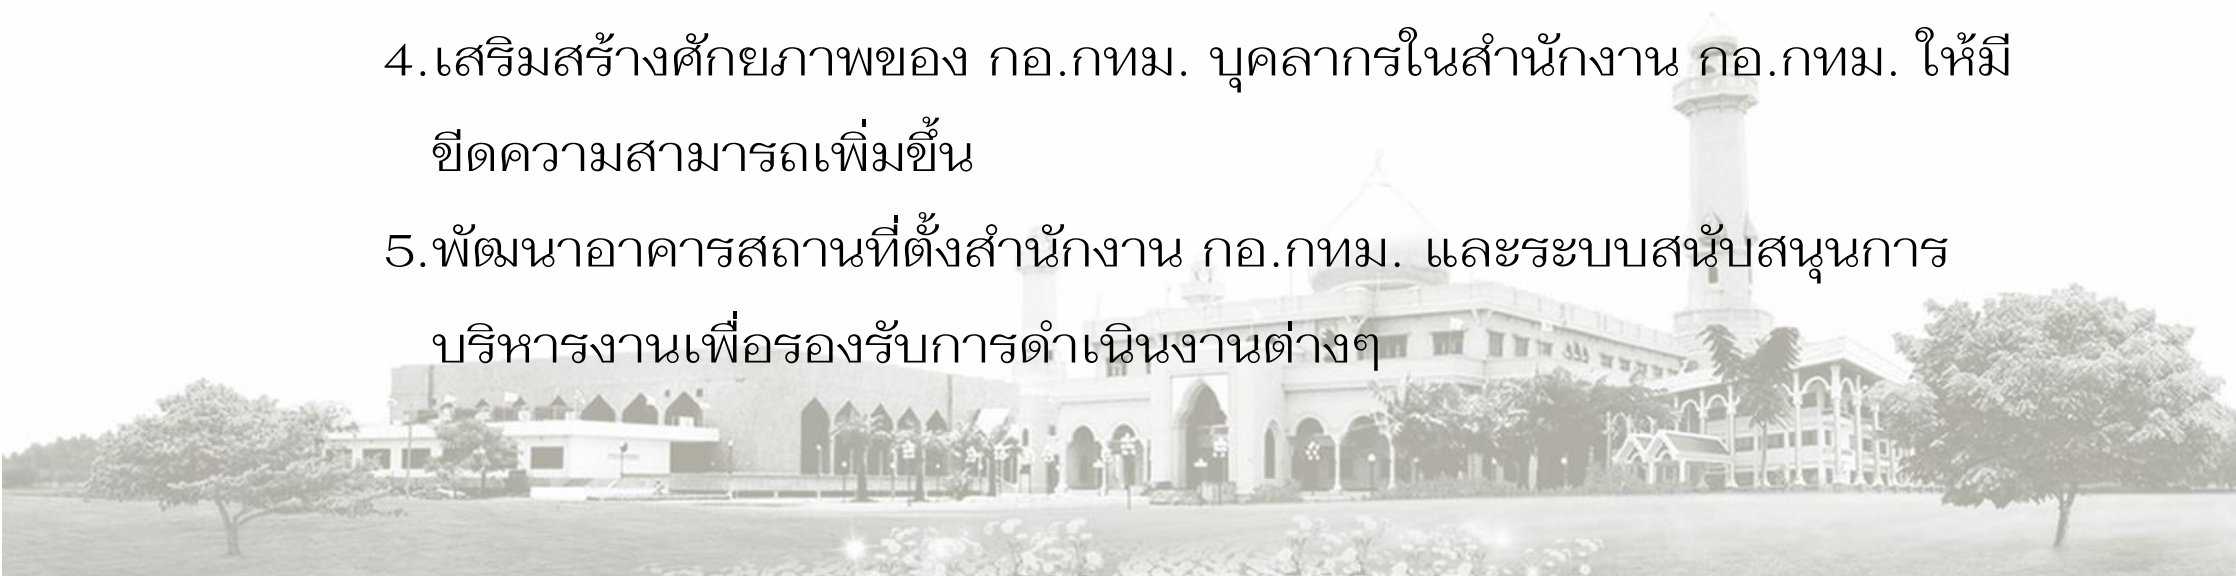 4.เสริมสร้างศักยภาพของ กอ.กทม. บุคลากรในสำนักงาน กอ.กทม. ให้มี
ขีดความสามารถเพิ่มขึ้น
5.พัฒนาอาคารสถานที่ตั้งสำนักงาน กอ.กทม. และระบบสนับสนุนการ
บริหารงานเพื่อรองรับการดำเนินงานต่างๆ